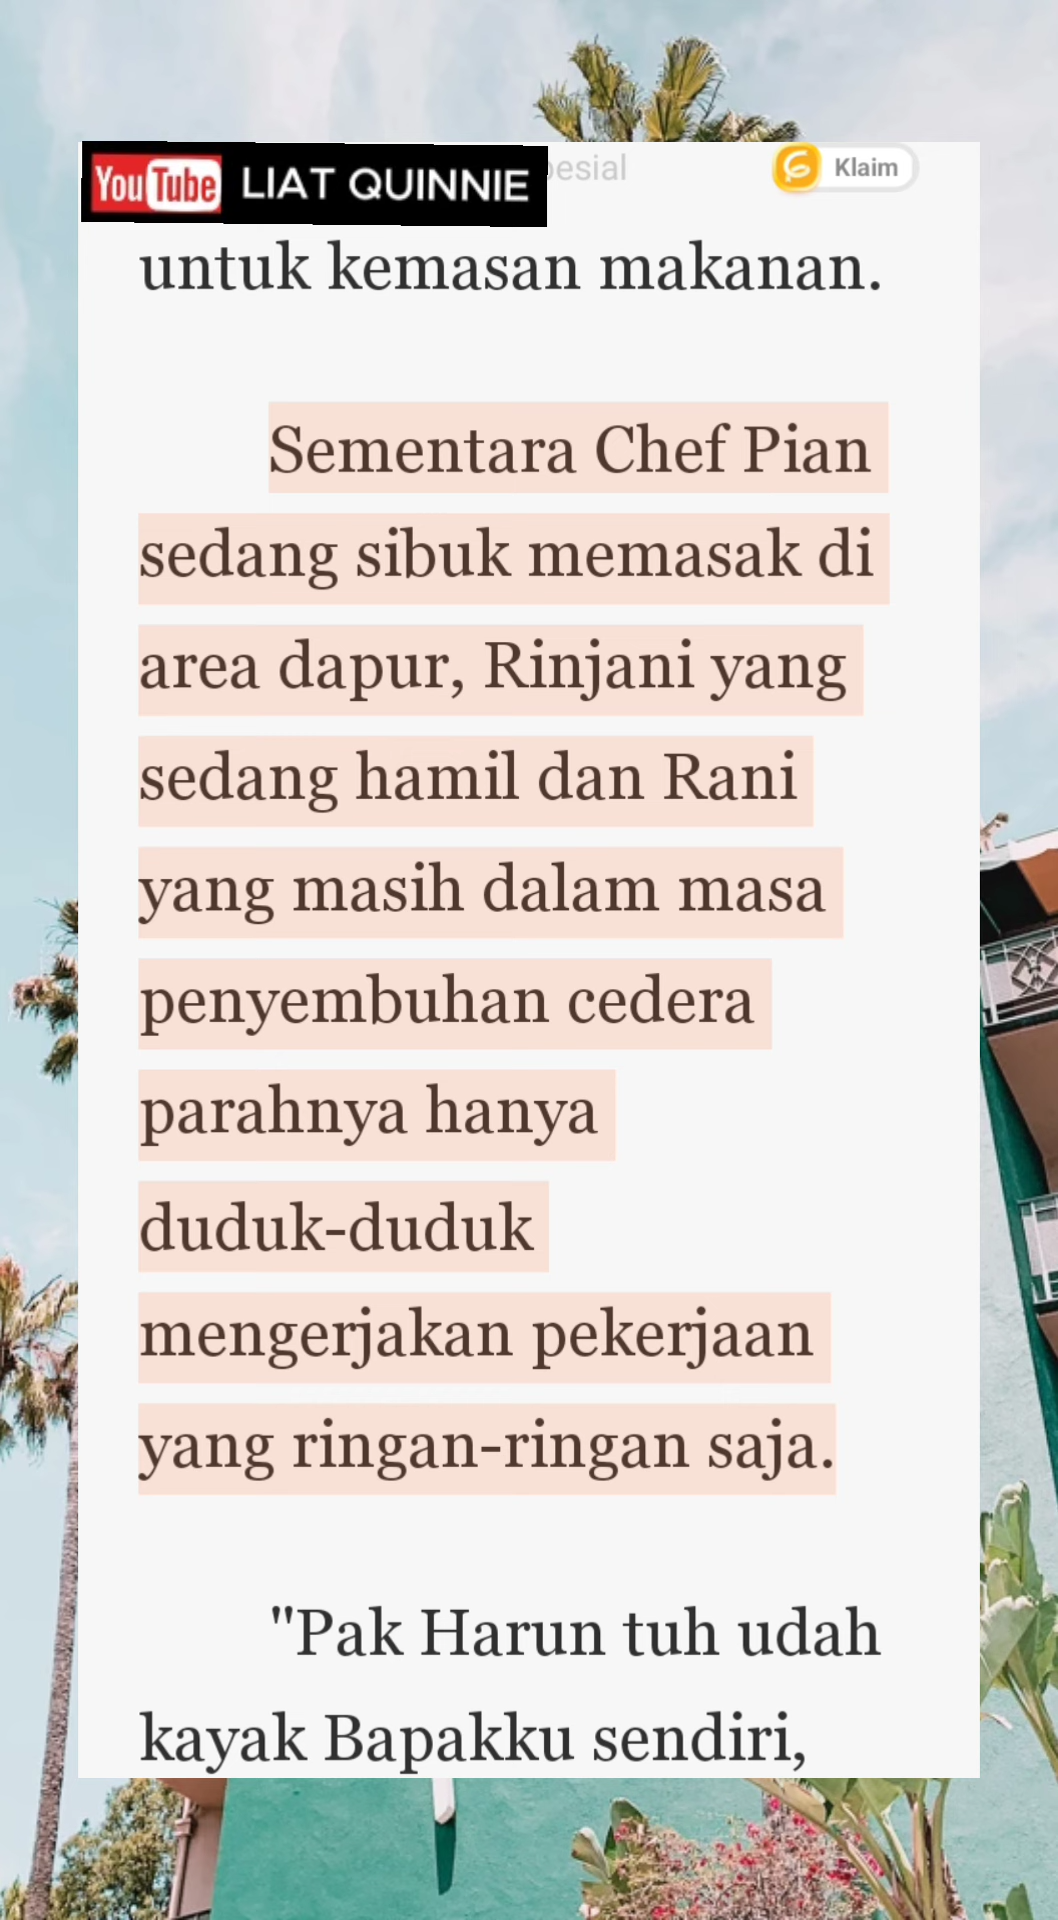 YouTube LIAT QUINNIE
Klaim
untuk kemasan makanan.
Sementara Chef Pian
sedang sibuk memasak di
area dapur, Rinjani yang
sedang hamil dan Rani
yang masih dalam masa
penyembuhan cedera
parahnya hanya
duduk-duduk
mengerjakan pekerjaan
yang ringan-ringan saja.
"Pak Harun tuh udah
kayak Bapakku sendiri,